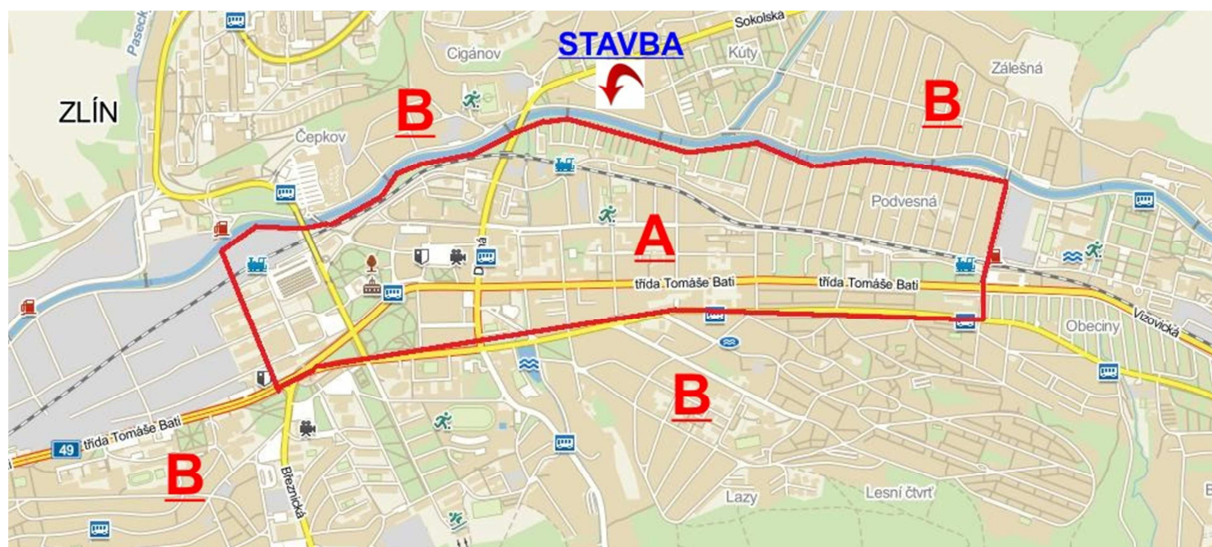 Sokolská
STAVBA
Cigánov
Kúty
Zálešná
B
B
ZLÍN
Čepkov
Podvesná
A
třída Tomáše Bati
třída Tomáše Bati
Vizovická
Obeciny
B
třída Tomáše Bati
49
B
Březnická
Lazy
Lesní čtvrť